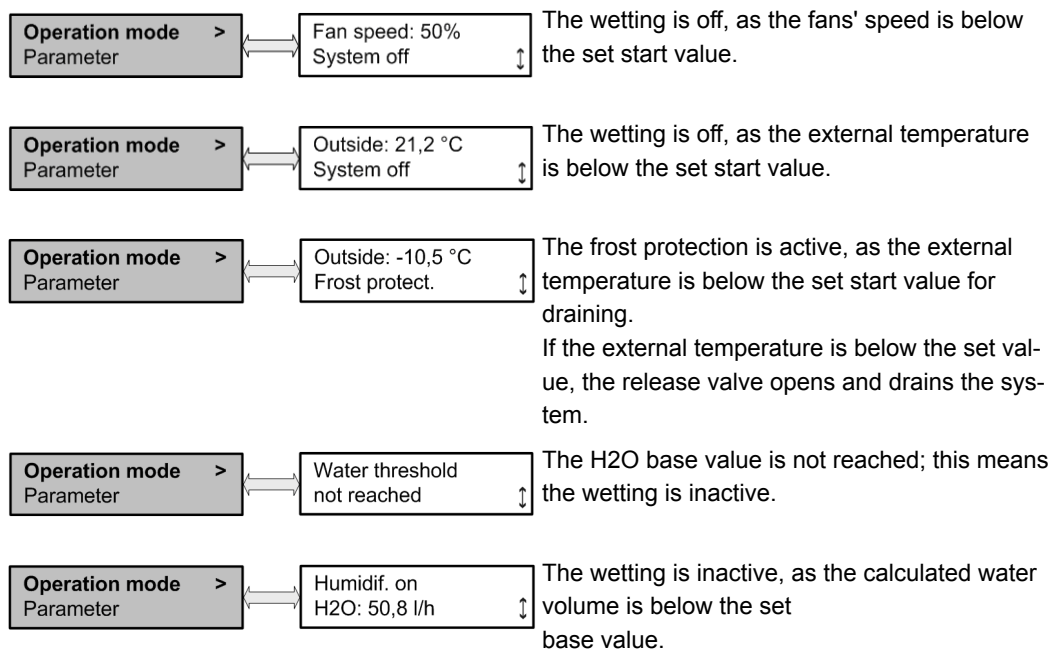 Operation mode >
Parameter
Fan speed: 50%
System off ↕
The wetting is off, as the fans' speed is below
the set start value.
Operation mode >
Parameter
Outside: 21,2 °C
System off ↕
The wetting is off, as the external temperature
is below the set start value.
Operation mode >
Parameter
Outside: -10,5 °C
Frost protect. ↕
The frost protection is active, as the external
temperature is below the set start value for
draining.
If the external temperature is below the set val-
ue, the release valve opens and drains the sys-
tem.
Operation mode >
Parameter
Water threshold
not reached ↕
The H2O base value is not reached; this means
the wetting is inactive.
Operation mode >
Parameter
Humidif. on
H2O: 50,8 l/h ↕
The wetting is inactive, as the calculated water
volume is below the set
base value.